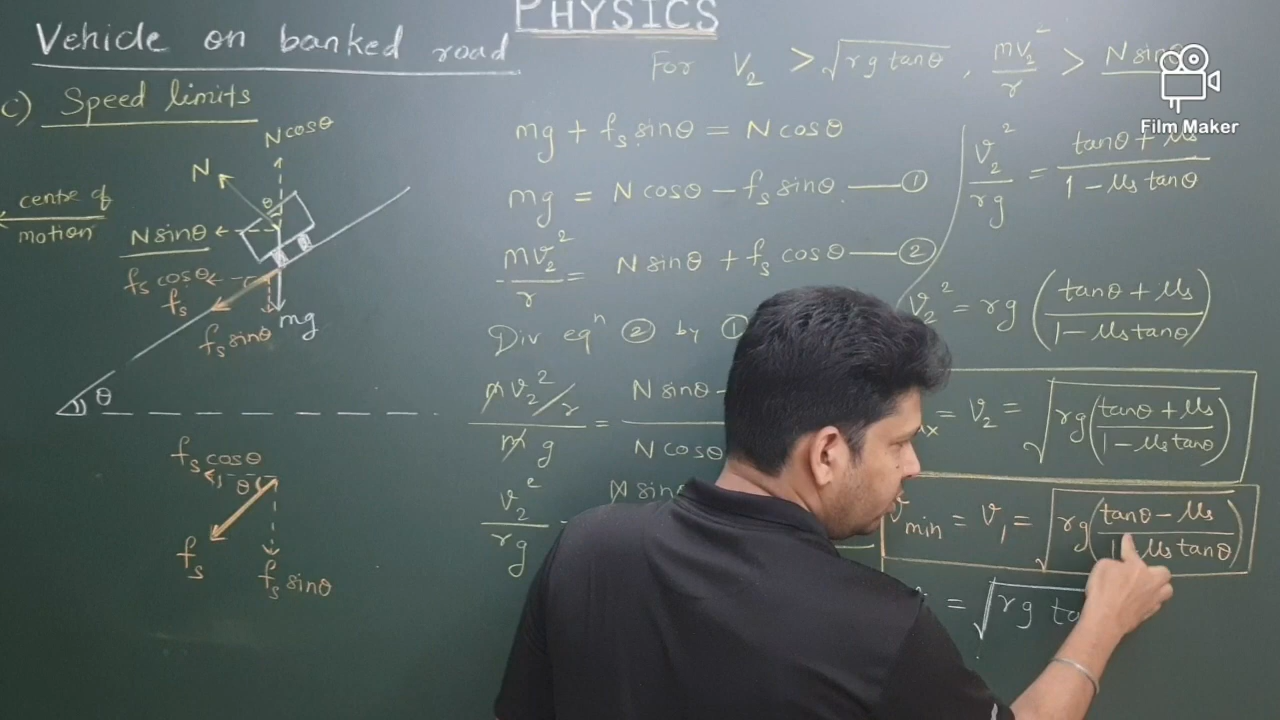 PHYSICS
Vehicle on banked road
c) Speed limits
Ncosθ
N
θ
centre of
motion
Nsinθ
fₛ cosθ
fₛ
fₛ sinθ
mg
θ
fₛ cosθ
θ
fₛ
fₛ sinθ
For V₂ > √(rg tanθ) , mv₂²/r > N sinθ
mg + fₛ sinθ = N cosθ
mg = N cosθ − fₛ sinθ —— ①
mv₂²/r = N sinθ + fₛ cosθ —— ②
Div eqⁿ ② by ①
mv₂²/r / mg = N sinθ / N cosθ
v₂²/rg
v₂²/rg = tanθ + μₛ / 1 − μₛ tanθ
v₂² = rg (tanθ + μₛ / 1 − μₛ tanθ)
= v₂ = √(rg (tanθ + μₛ / 1 − μₛ tanθ))
vmin = v₁ = √(rg (tanθ − μₛ / 1 μₛ tanθ))
= √(rg
Film Maker